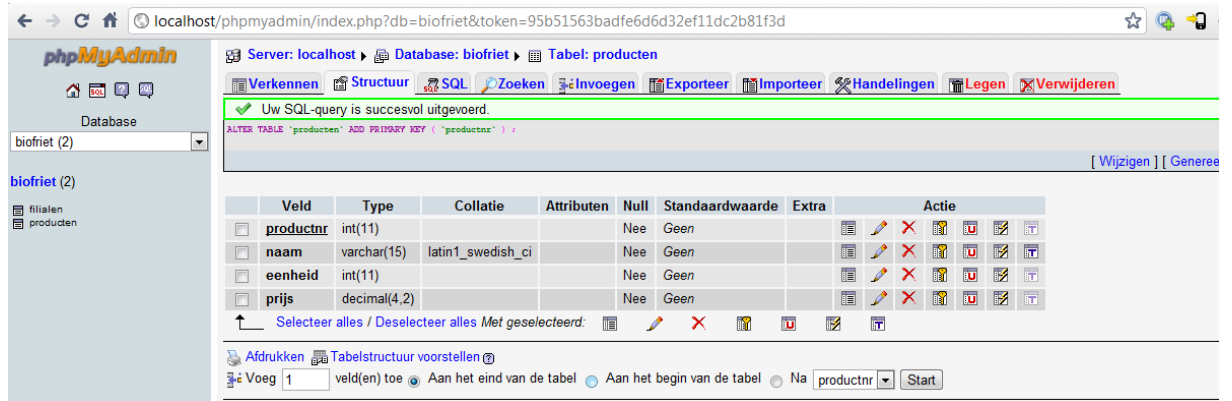 localhost/phpmyadmin/index.php?db=biofriet&token=95b51563badfe6d6d32ef11dc2b81f3d
phpMyAdmin
SQL
Database
biofriet (2)
biofriet (2)
filialen
producten
Server: localhost ▸ Database: biofriet ▸ Tabel: producten
Verkennen Structuur SQL Zoeken Invoegen Exporteer Importeer Handelingen Legen Verwijderen
Uw SQL-query is succesvol uitgevoerd.
ALTER TABLE `producten` ADD PRIMARY KEY ( `productnr` ) ;
[ Wijzigen ] [ Genereer
Veld Type Collatie Attributen Null Standaardwaarde Extra Actie
productnr int(11) Nee Geen
naam varchar(15) latin1_swedish_ci Nee Geen
eenheid int(11) Nee Geen
prijs decimal(4,2) Nee Geen
Selecteer alles / Deselecteer alles Met geselecteerd:
Afdrukken Tabelstructuur voorstellen
Voeg 1 veld(en) toe Aan het eind van de tabel Aan het begin van de tabel Na productnr Start